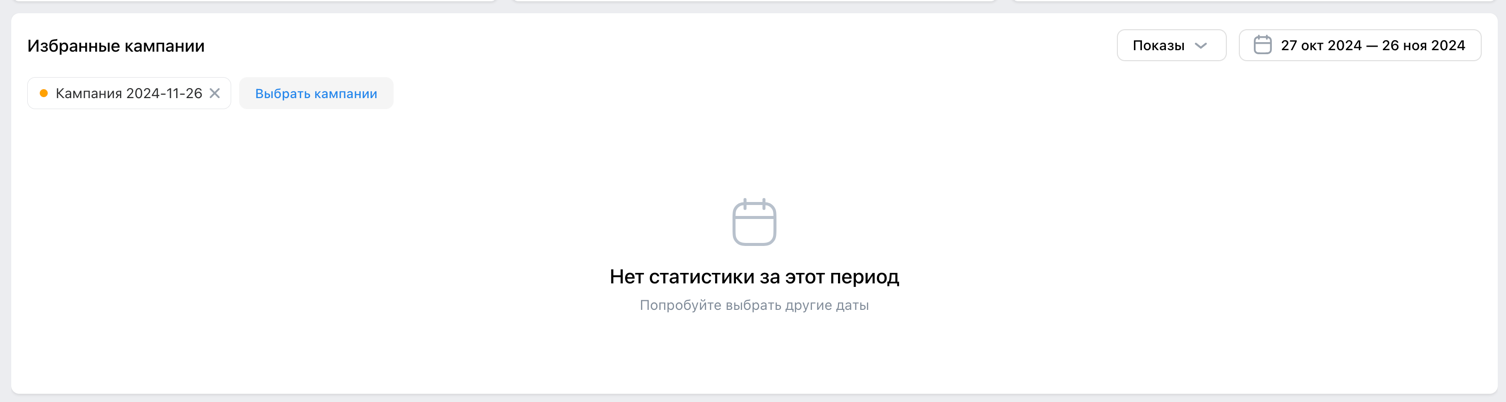 Избранные кампании
Показы
27 окт 2024 — 26 ноя 2024
Кампания 2024-11-26
Выбрать кампании
Нет статистики за этот период
Попробуйте выбрать другие даты